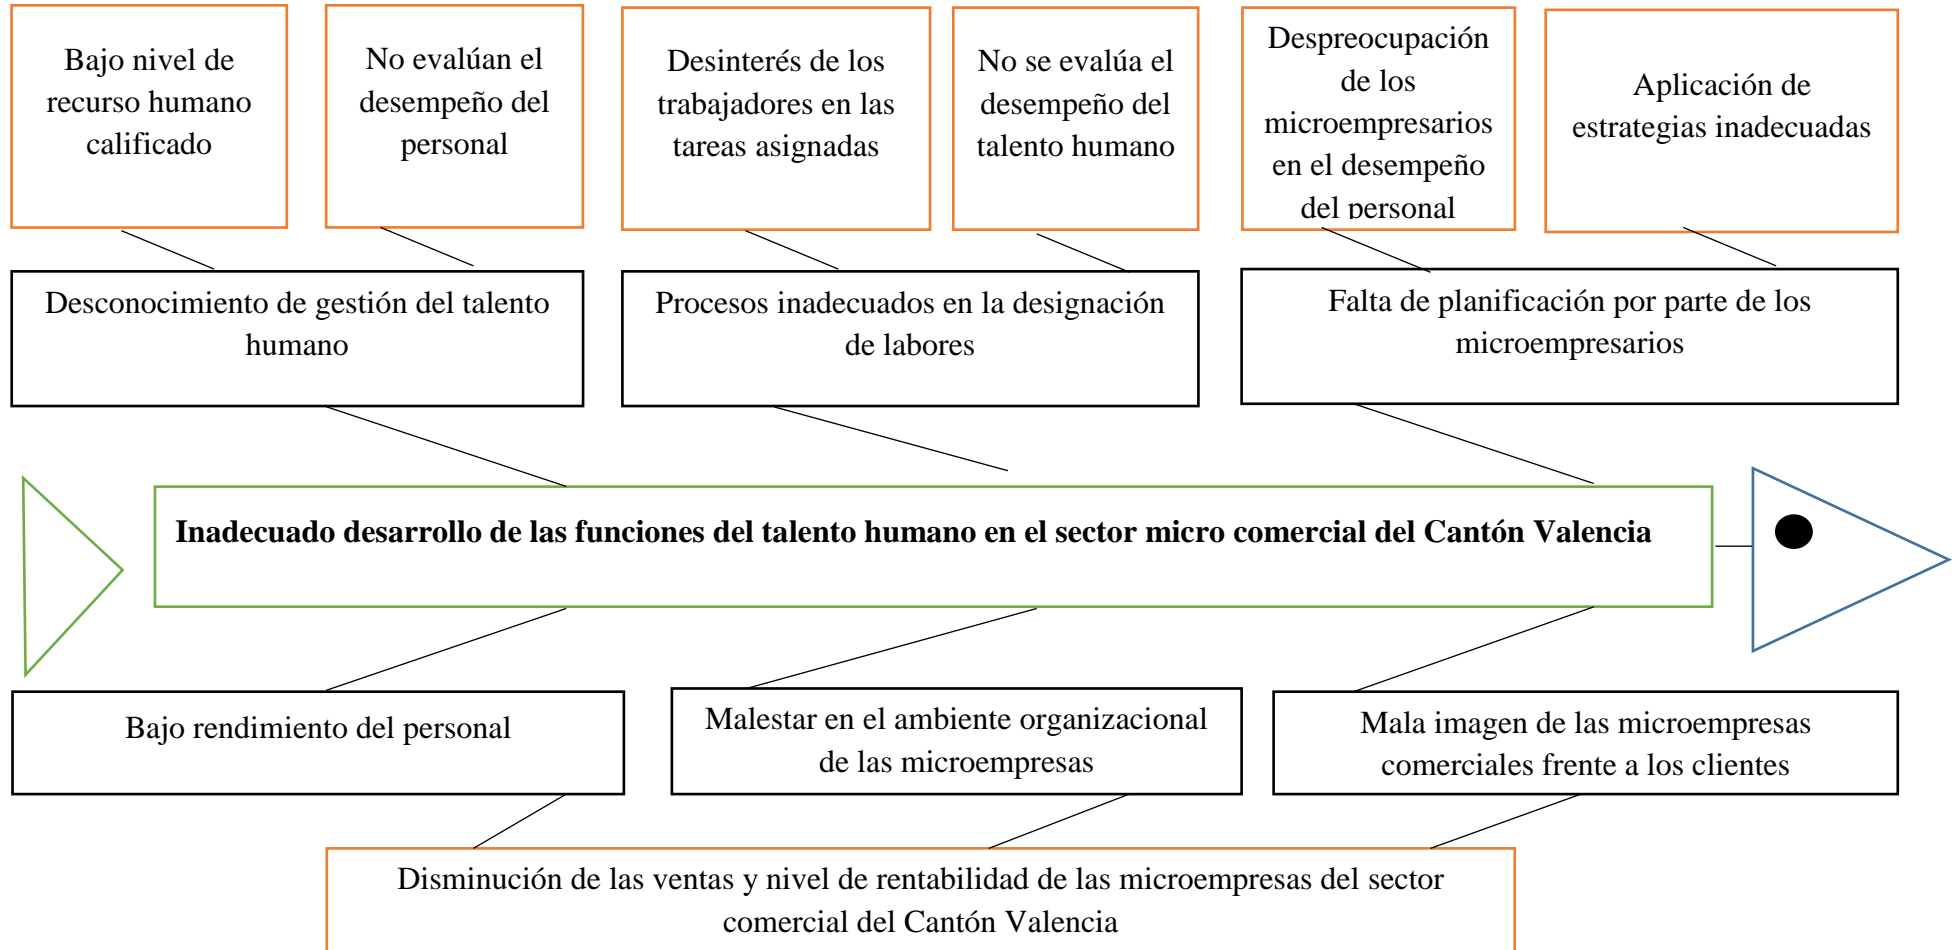 Bajo nivel de
recurso humano
calificado
No evalúan el
desempeño del
personal
Desinterés de los
trabajadores en las
tareas asignadas
No se evalúa el
desempeño del
talento humano
Despreocupación
de los
microempresarios
en el desempeño
del personal
Aplicación de
estrategias inadecuadas
Desconocimiento de gestión del talento
humano
Procesos inadecuados en la designación
de labores
Falta de planificación por parte de los
microempresarios
Inadecuado desarrollo de las funciones del talento humano en el sector micro comercial del Cantón Valencia
Bajo rendimiento del personal
Malestar en el ambiente organizacional
de las microempresas
Mala imagen de las microempresas
comerciales frente a los clientes
Disminución de las ventas y nivel de rentabilidad de las microempresas del sector
comercial del Cantón Valencia